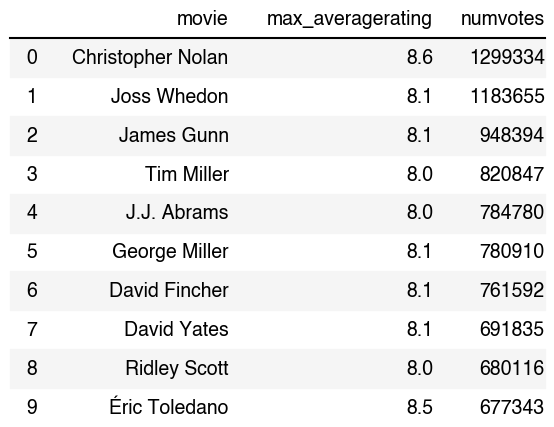 movie max_averagerating numvotes
0 Christopher Nolan 8.6 1299334
1 Joss Whedon 8.1 1183655
2 James Gunn 8.1 948394
3 Tim Miller 8.0 820847
4 J.J. Abrams 8.0 784780
5 George Miller 8.1 780910
6 David Fincher 8.1 761592
7 David Yates 8.1 691835
8 Ridley Scott 8.0 680116
9 Éric Toledano 8.5 677343